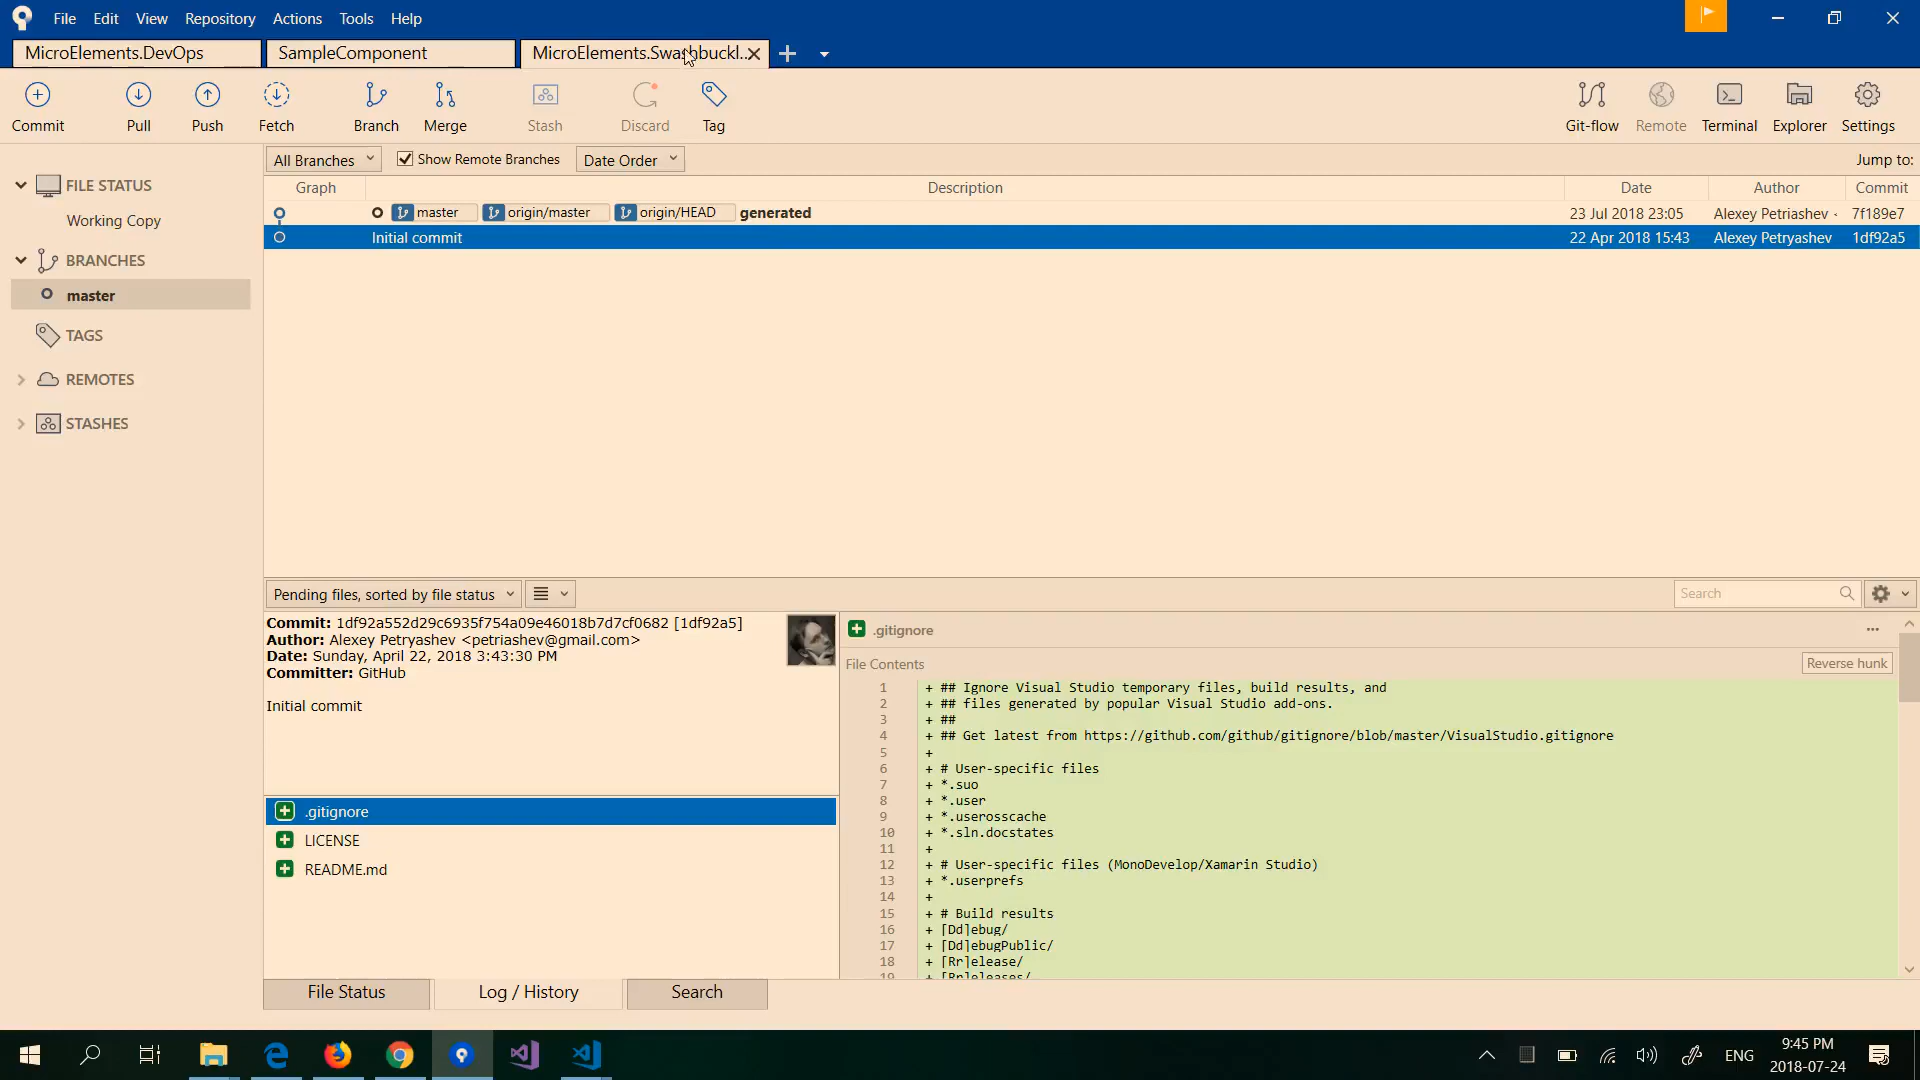 File Edit View Repository Actions Tools Help
MicroElements.DevOps SampleComponent MicroElements.Swashbuckl..
Commit Pull Push Fetch Branch Merge Stash Discard Tag Git-flow Remote Terminal Explorer Settings
All Branches Show Remote Branches Date Order Jump to:
Graph Description Date Author Commit
master origin/master origin/HEAD generated 23 Jul 2018 23:05 Alexey Petriashev 7f189e7
Initial commit 22 Apr 2018 15:43 Alexey Petryashev 1df92a5
FILE STATUS
Working Copy
BRANCHES
master
TAGS
REMOTES
STASHES
Pending files, sorted by file status
Search
Commit: 1df92a552d29c6935f754a09e46018b7d7cf0682 [1df92a5]
Author: Alexey Petryashev <petriashev@gmail.com>
Date: Sunday, April 22, 2018 3:43:30 PM
Committer: GitHub
Initial commit
.gitignore
LICENSE
README.md
.gitignore
File Contents Reverse hunk
1 + ## Ignore Visual Studio temporary files, build results, and
2 + ## files generated by popular Visual Studio add-ons.
3 + ##
4 + ## Get latest from https://github.com/github/gitignore/blob/master/VisualStudio.gitignore
5 +
6 + # User-specific files
7 + *.suo
8 + *.user
9 + *.userosscache
10 + *.sln.docstates
11 +
12 + # User-specific files (MonoDevelop/Xamarin Studio)
13 + *.userprefs
14 +
15 + # Build results
16 + [Dd]ebug/
17 + [Dd]ebugPublic/
18 + [Rr]elease/
19 + [Rr]eleases/
File Status Log / History Search
ENG 9:45 PM
2018-07-24